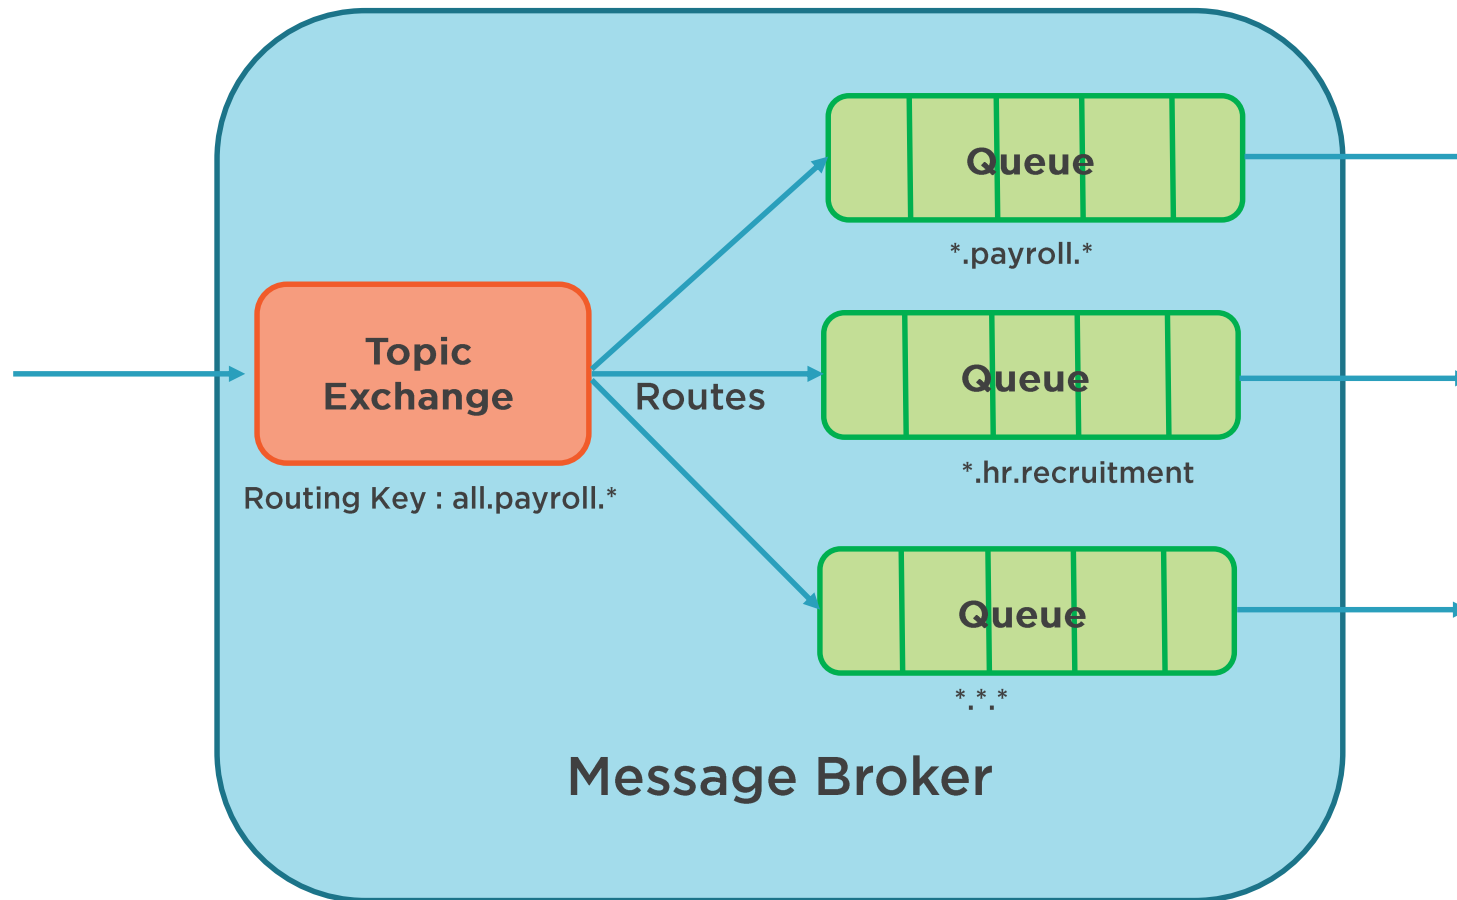 Queue
*.payroll.*
Topic
Exchange
Routes
Queue
Routing Key : all.payroll.*
*.hr.recruitment
Queue
*.*.*
Message Broker